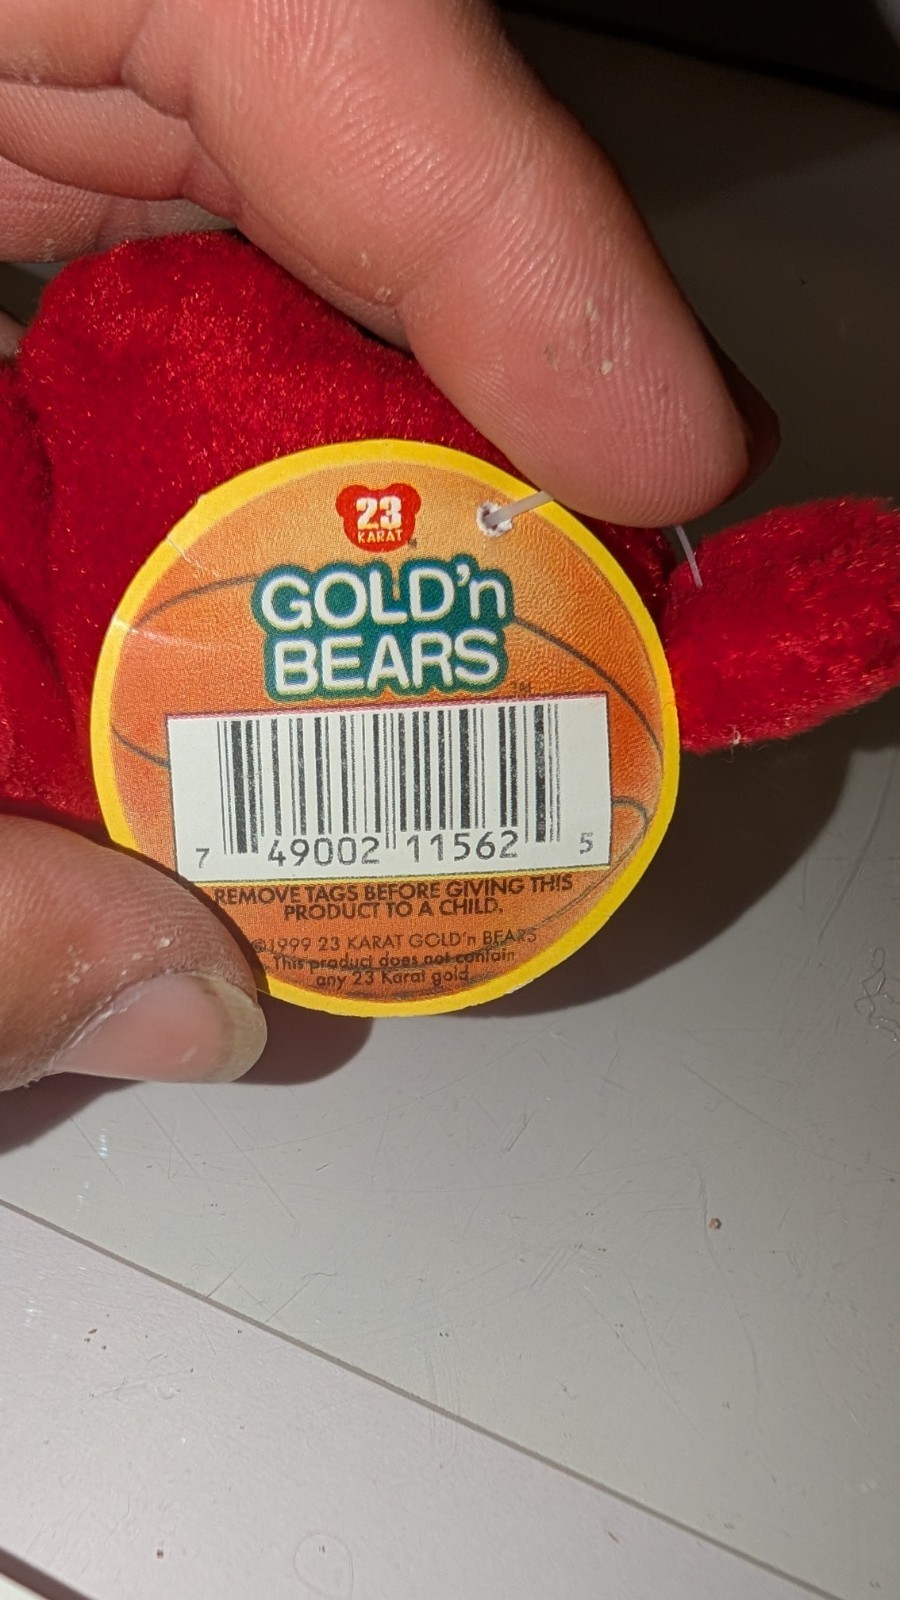 23
KARAT
GOLD'n
BEARS
7 49002 11562 5
REMOVE TAGS BEFORE GIVING THIS
PRODUCT TO A CHILD.
©1999 23 KARAT GOLD'n BEARS
This product does not contain
any 23 Karat gold